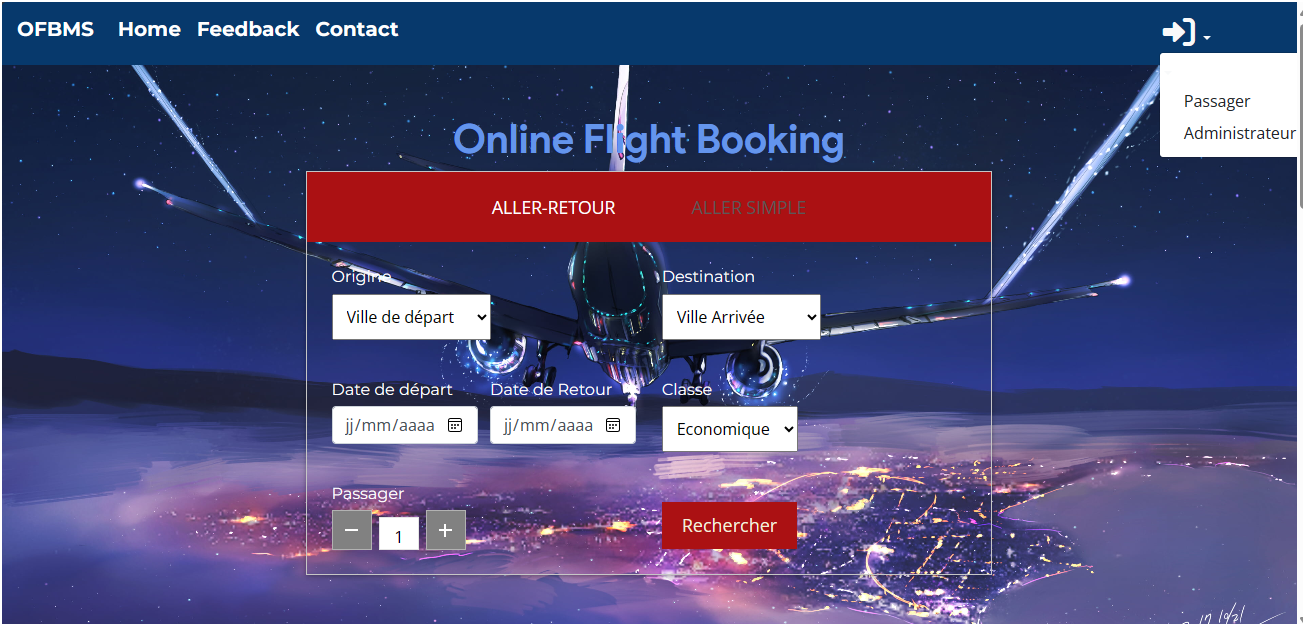 OFBMS Home Feedback Contact
Passager
Administrateur
Online Flight Booking
ALLER-RETOUR ALLER SIMPLE
Origine Destination
Ville de départ Ville Arrivée
Date de départ Date de Retour Classe
jj/mm/aaaa jj/mm/aaaa Economique
Passager
− 1 + Rechercher